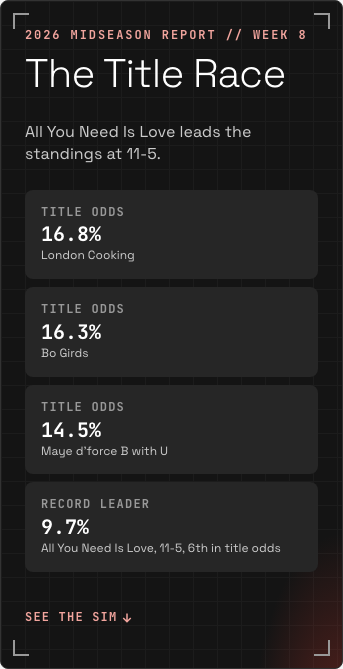 2026 MIDSEASON REPORT // WEEK 8
The Title Race
All You Need Is Love leads the
standings at 11-5.
TITLE ODDS
16.8%
London Cooking
TITLE ODDS
16.3%
Bo Girds
TITLE ODDS
14.5%
Maye d'force B with U
RECORD LEADER
9.7%
All You Need Is Love, 11-5, 6th in title odds
SEE THE SIM ↓